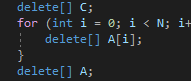 delete[] C;
for (int i = 0; i < N; i+
delete[] A[i];
}
delete[] A;